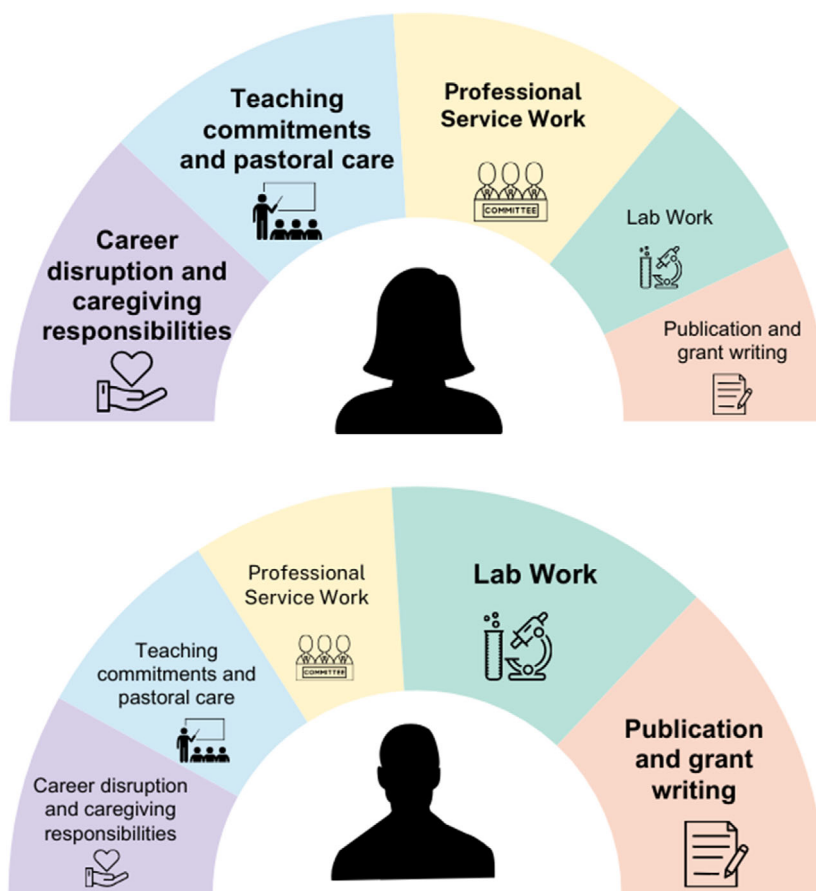 Teaching
commitments
and pastoral care
Professional
Service Work
COMMITTEE
Lab Work
Career
disruption and
caregiving
responsibilities
Publication and
grant writing
Lab Work
Professional
Service Work
COMMITTEE
Teaching
commitments and
pastoral care
Publication
and grant
writing
Career disruption
and caregiving
responsibilities